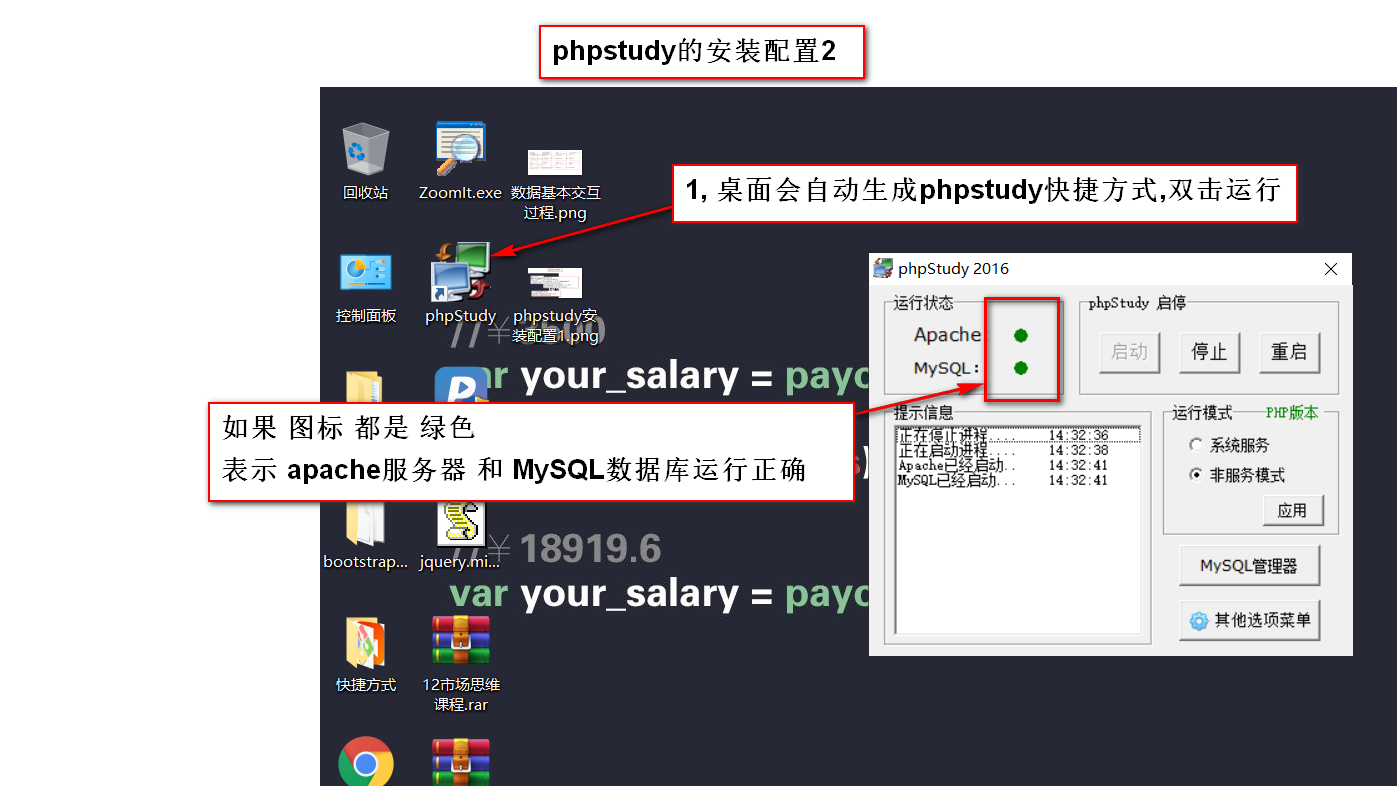 phpstudy的安装配置2
回收站
ZoomIt.exe
数据基本交互
过程.png
1, 桌面会自动生成phpstudy快捷方式,双击运行
控制面板
phpStudy
phpstudy安
装配置1.png
phpStudy 2016
运行状态
Apache:
MySQL:
phpStudy 启停
启动
停止
重启
//￥3500
var your_salary = payc
如果 图标 都是 绿色
表示 apache服务器 和 MySQL数据库运行正确
提示信息
正在停止进程.... 14:32:36
正在启动进程.... 14:32:38
Apache已经启动.. 14:32:41
MySQL已经启动... 14:32:41
运行模式
PHP版本
系统服务
非服务模式
应用
MySQL管理器
其他选项菜单
bootstrap...
jquery.mi...
//￥18919.6
var your_salary = payc
快捷方式
12市场思维
课程.rar